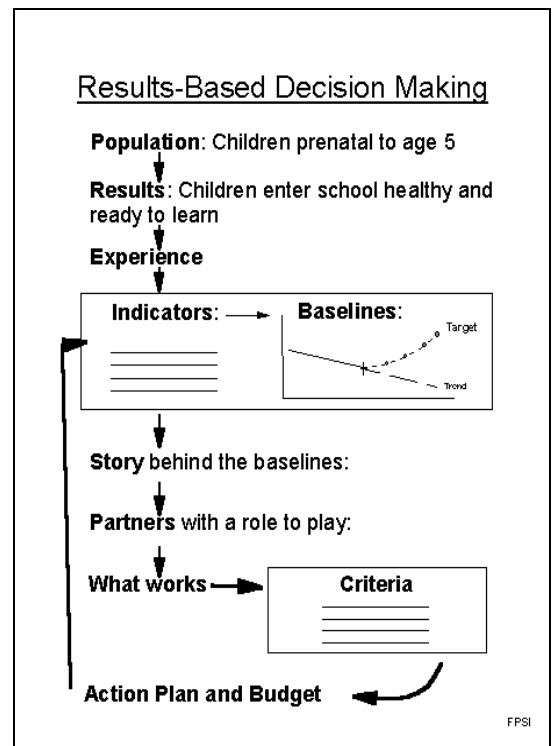 Results-Based Decision Making
Population: Children prenatal to age 5
Results: Children enter school healthy and
ready to learn
Experience
Indicators:
Baselines:
Target
Trend
Story behind the baselines:
Partners with a role to play:
What works
Criteria
Action Plan and Budget
FPSI